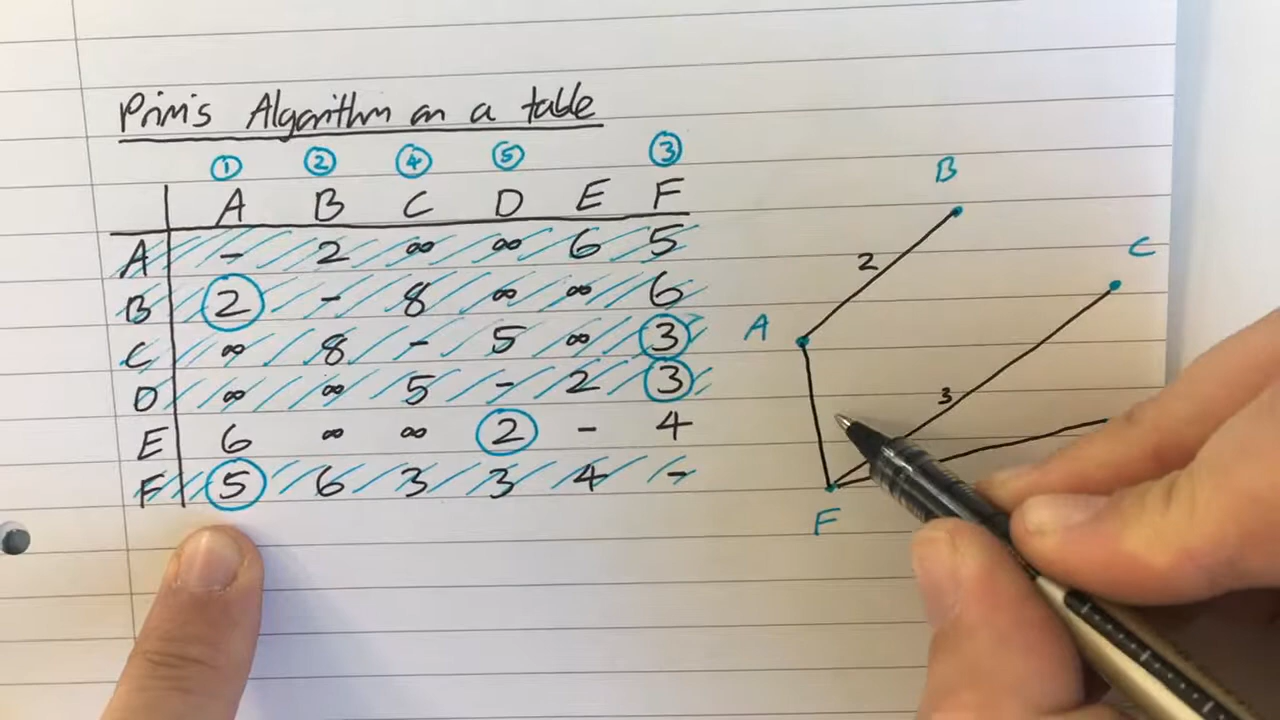 Prim's Algorithm on a table
① ② ④ ⑤ ③
A B C D E F
A - 2 ∞ ∞ 6 5
B 2 - 8 ∞ ∞ 6
C ∞ 8 - 5 ∞ 3
D ∞ ∞ 5 - 2 3
E 6 ∞ ∞ 2 - 4
F 5 6 3 3 4 -
B
C
2
A
3
F